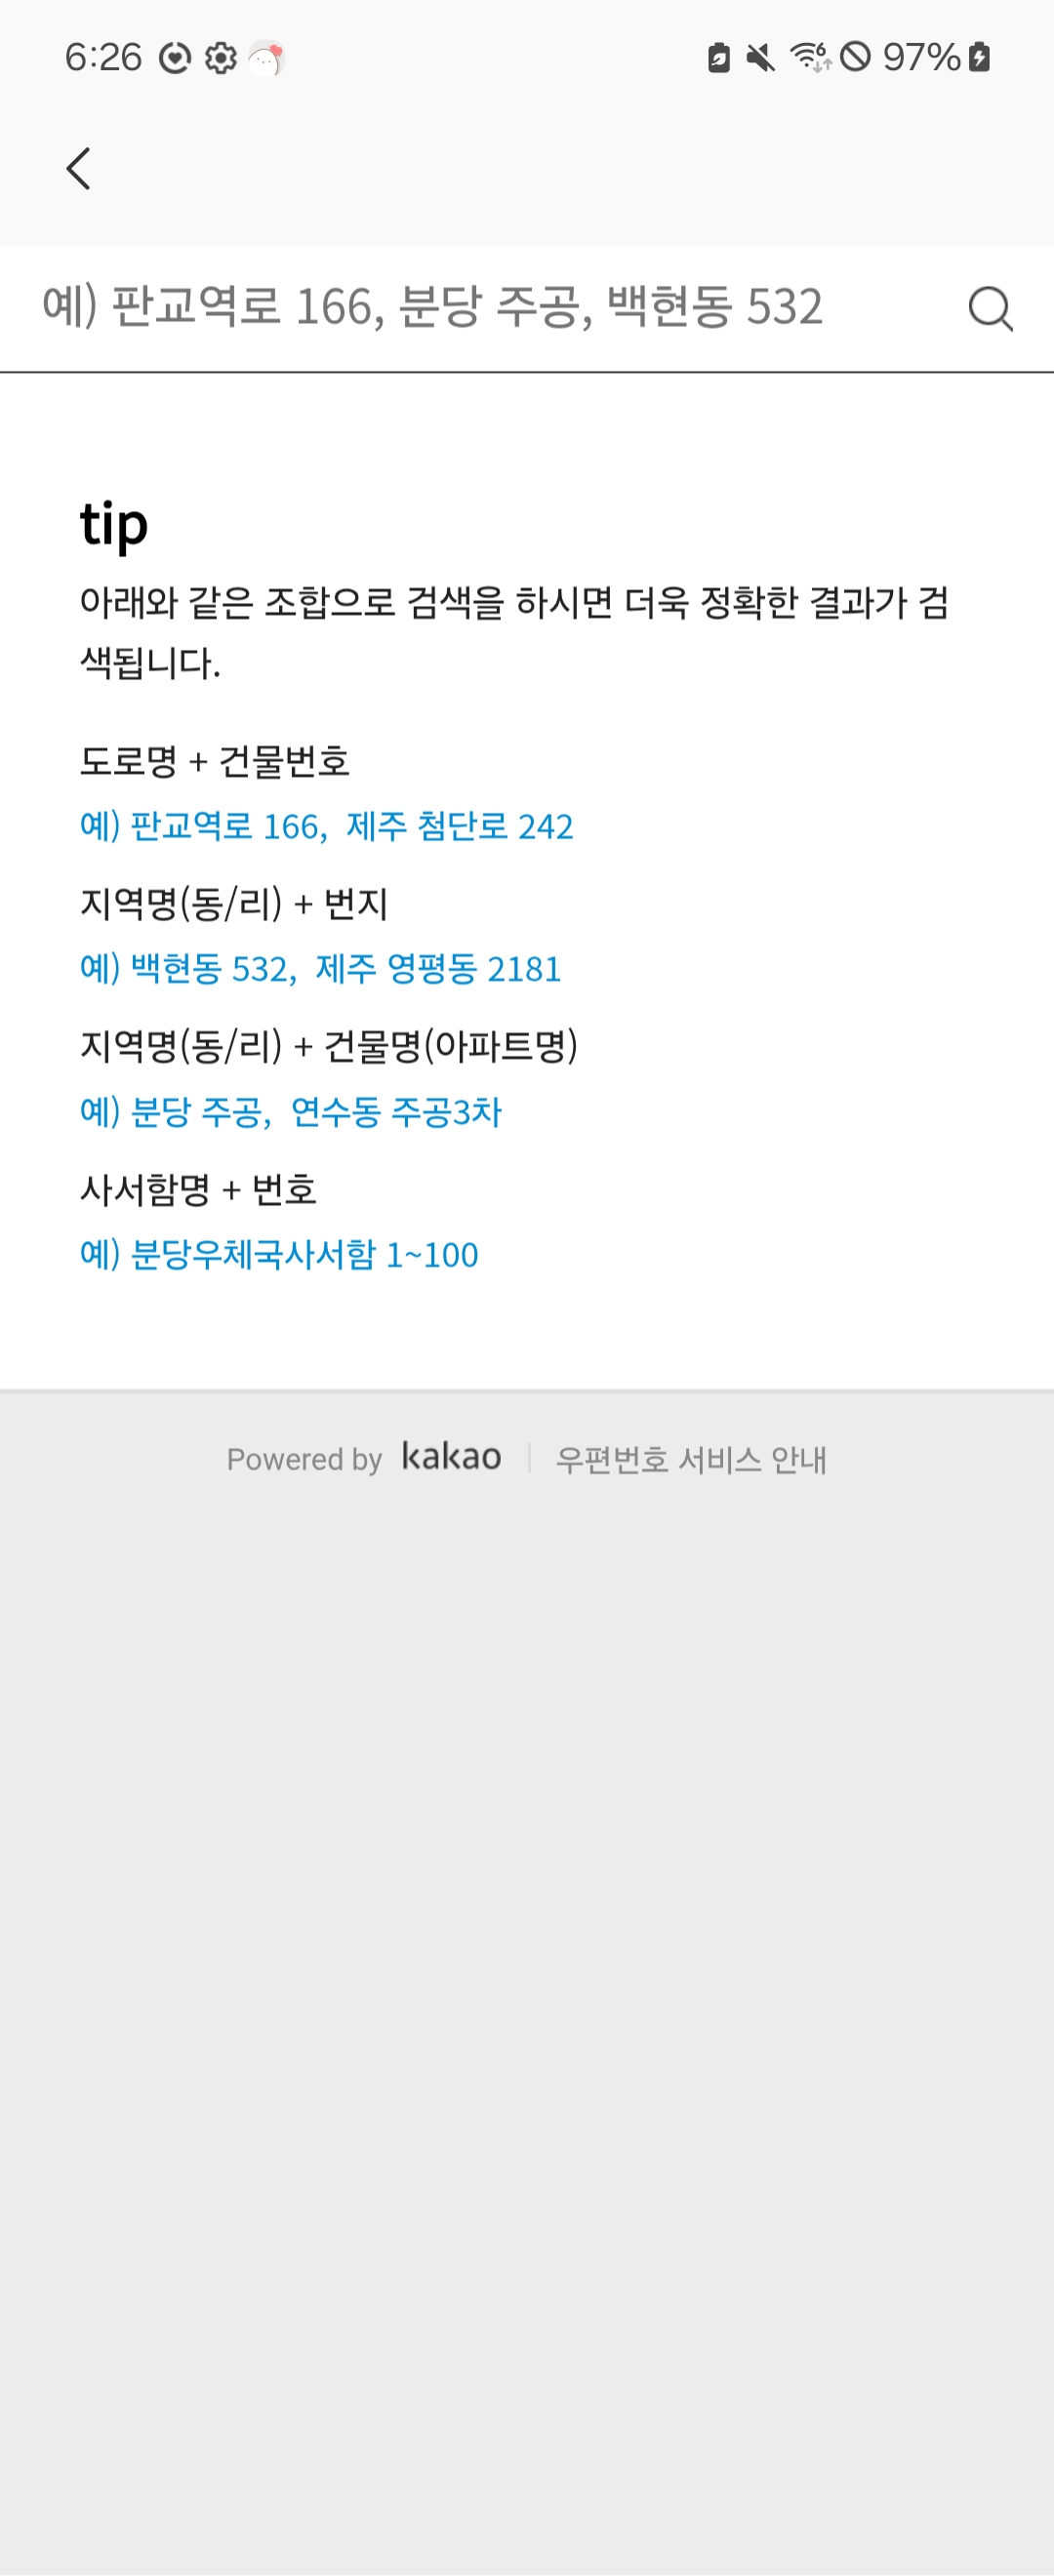 6:26 97%
예) 판교역로 166, 분당 주공, 백현동 532
tip
아래와 같은 조합으로 검색을 하시면 더욱 정확한 결과가 검
색됩니다.
도로명 + 건물번호
예) 판교역로 166, 제주 첨단로 242
지역명(동/리) + 번지
예) 백현동 532, 제주 영평동 2181
지역명(동/리) + 건물명(아파트명)
예) 분당 주공, 연수동 주공3차
사서함명 + 번호
예) 분당우체국사서함 1~100
Powered by kakao 우편번호 서비스 안내